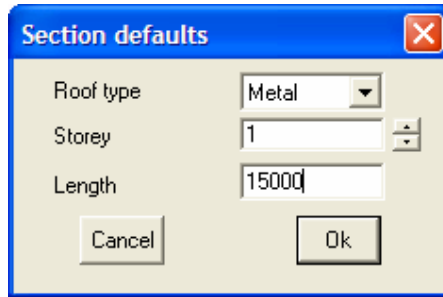 Section defaults
Roof type Metal
Storey 1
Length 15000
Cancel Ok